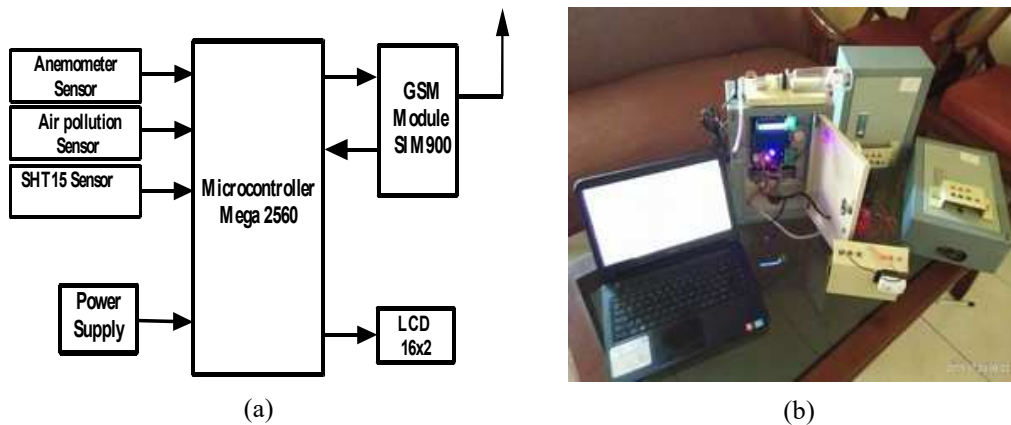 Anemometer
Sensor
Air pollution
Sensor
SHT15 Sensor
Power
Supply
Microcontroller
Mega 2560
GSM
Module
SIM900
LCD
16x2
(a)
(b)